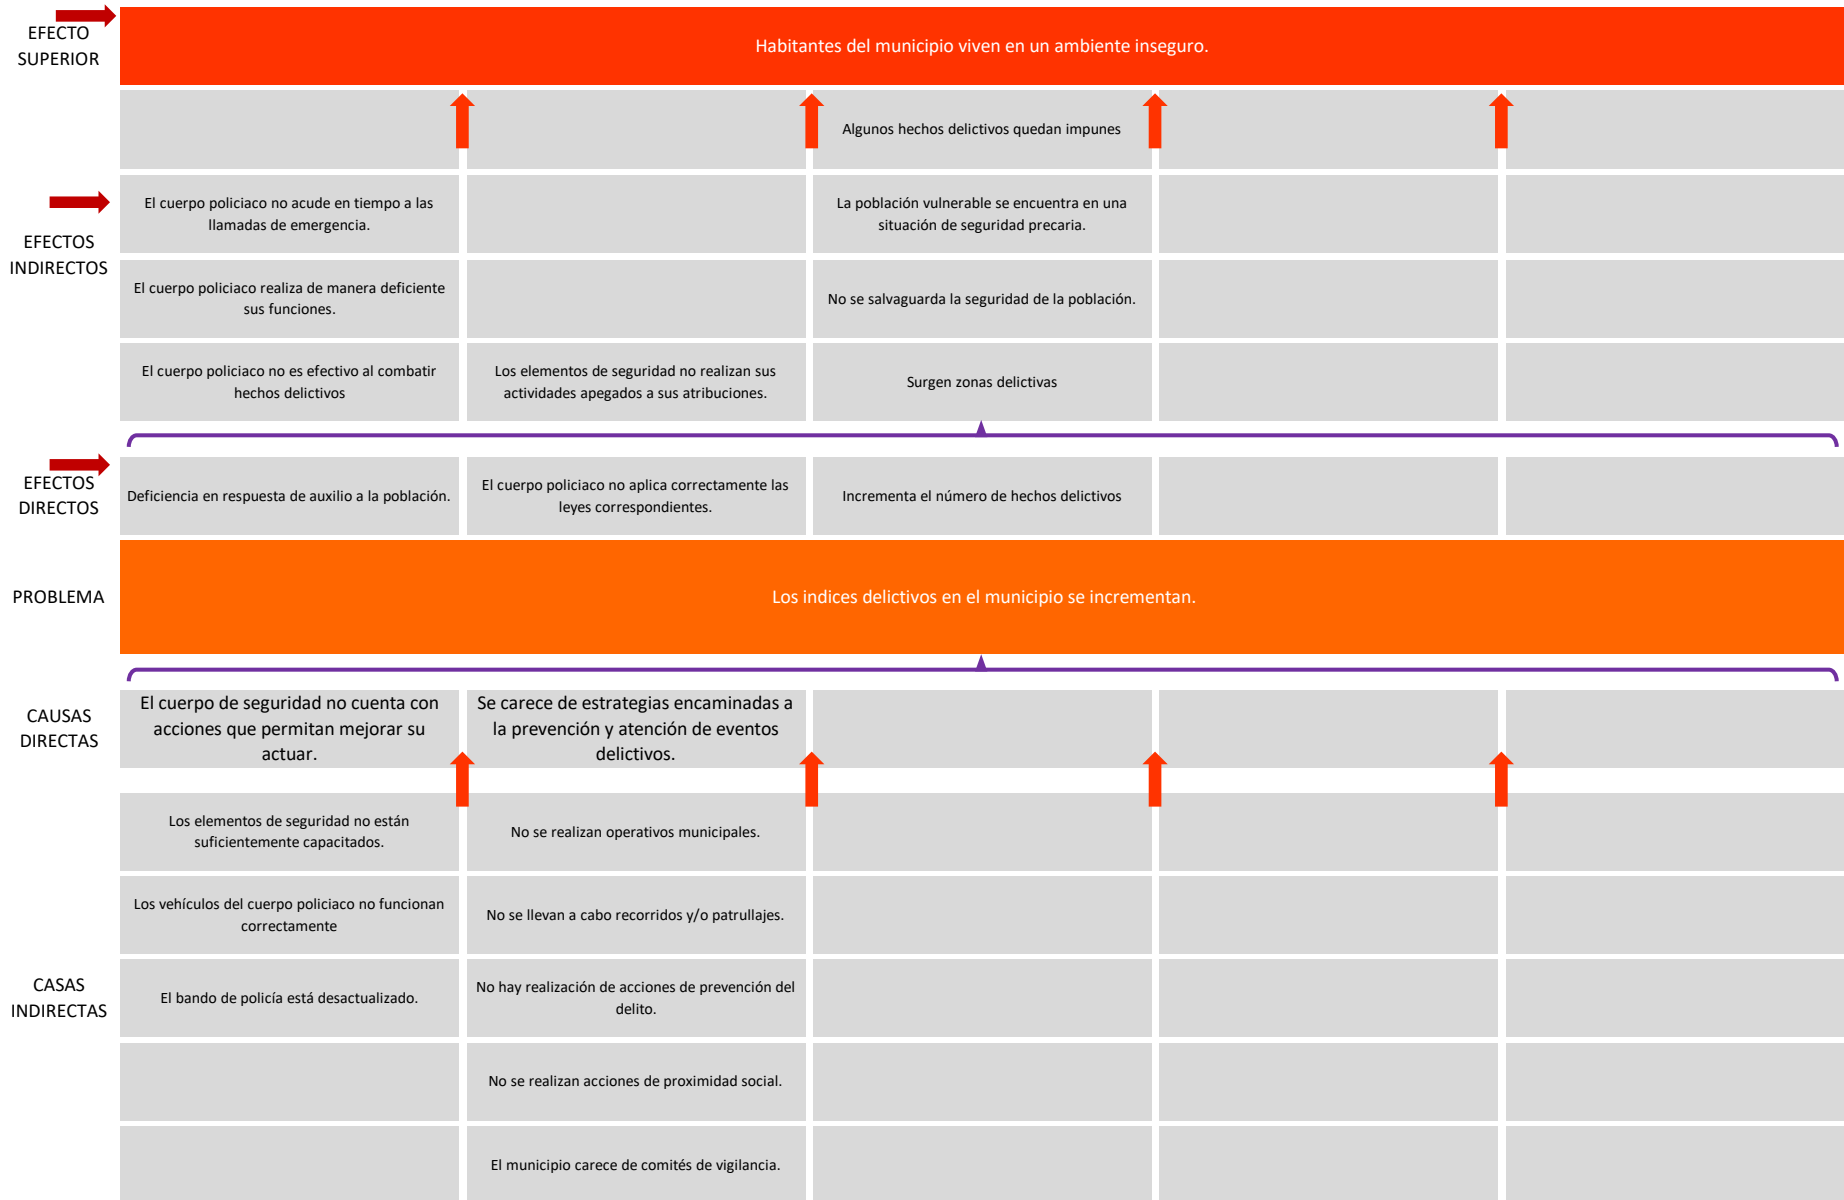 EFECTO
SUPERIOR
Habitantes del municipio viven en un ambiente inseguro.
Algunos hechos delictivos quedan impunes
EFECTOS
INDIRECTOS
El cuerpo policiaco no acude en tiempo a las
llamadas de emergencia.
La población vulnerable se encuentra en una
situación de seguridad precaria.
El cuerpo policiaco realiza de manera deficiente
sus funciones.
No se salvaguarda la seguridad de la población.
El cuerpo policiaco no es efectivo al combatir
hechos delictivos
Los elementos de seguridad no realizan sus
actividades apegados a sus atribuciones.
Surgen zonas delictivas
EFECTOS
DIRECTOS
Deficiencia en respuesta de auxilio a la población.
El cuerpo policiaco no aplica correctamente las
leyes correspondientes.
Incrementa el número de hechos delictivos
PROBLEMA
Los indices delictivos en el municipio se incrementan.
CAUSAS
DIRECTAS
El cuerpo de seguridad no cuenta con
acciones que permitan mejorar su
actuar.
Se carece de estrategias encaminadas a
la prevención y atención de eventos
delictivos.
CASAS
INDIRECTAS
Los elementos de seguridad no están
suficientemente capacitados.
No se realizan operativos municipales.
Los vehículos del cuerpo policiaco no funcionan
correctamente
No se llevan a cabo recorridos y/o patrullajes.
El bando de policía está desactualizado.
No hay realización de acciones de prevención del
delito.
No se realizan acciones de proximidad social.
El municipio carece de comités de vigilancia.